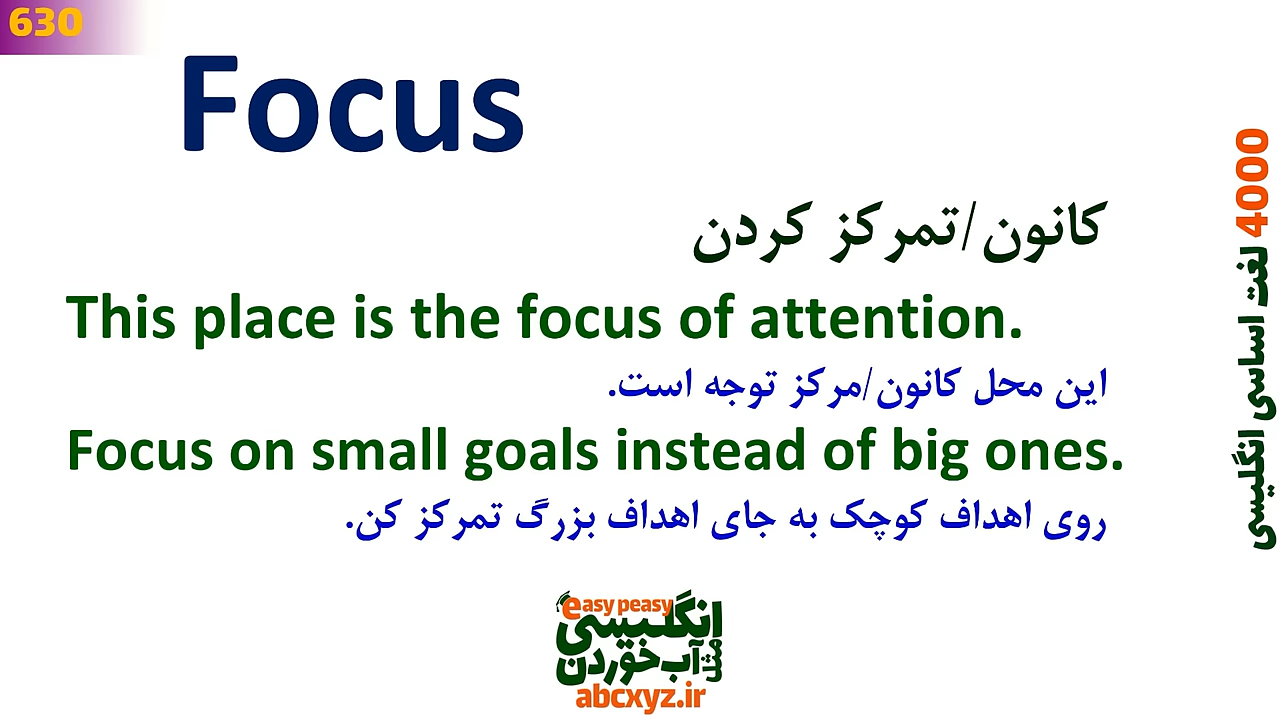 630
Focus
کانون/تمرکز کردن
This place is the focus of attention.
این محل کانون/مرکز توجه است.
Focus on small goals instead of big ones.
روی اهداف کوچک به جای اهداف بزرگ تمرکز کن.
4000 لغت اساسی انگلیسی
easy peasy
انگلیسی
مثل آب خوردن
abcxyz.ir